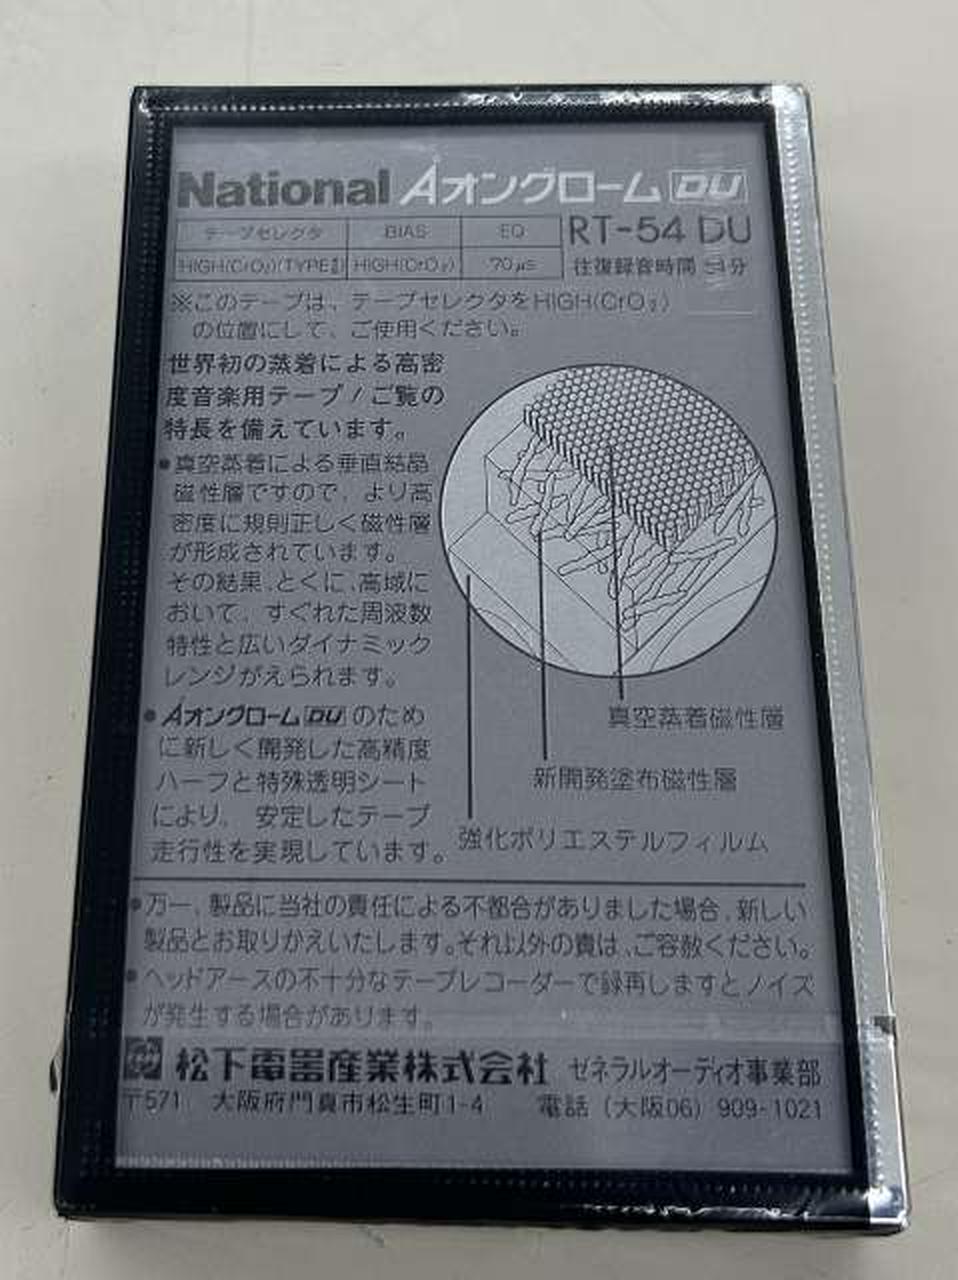 National Åオングローム DU
テープセレクタ BIAS EQ
HIGH(CrO₂)(TYPEⅡ) HIGH(CrO₂) 70μs
RT-54 DU
往復録音時間 54分
※このテープは、テープセレクタをHIGH(CrO₂)
の位置にして、ご使用ください。
世界初の蒸着による高密
度音楽用テープ!ご覧の
特長を備えています。
●真空蒸着による垂直結晶
磁性層ですので、より高
密度に規則正しく磁性層
が形成されています。
その結果、とくに、高域に
おいて、すぐれた周波数
特性と広いダイナミック
レンジがえられます。
●Åオングローム DU のため
に新しく開発した高精度
ハーフと特殊透明シート
により、安定したテープ
走行性を実現しています。
真空蒸着磁性層
新開発塗布磁性層
強化ポリエステルフィルム
●万一、製品に当社の責任による不都合がありました場合、新しい
製品とお取りかえいたします。それ以外の責は、ご容赦ください。
●ヘッドアースの不十分なテープレコーダーで録再しますとノイズ
が発生する場合があります。
松下電器産業株式会社 ゼネラルオーディオ事業部
〒571 大阪府門真市松生町1-4 電話(大阪06)909-1021